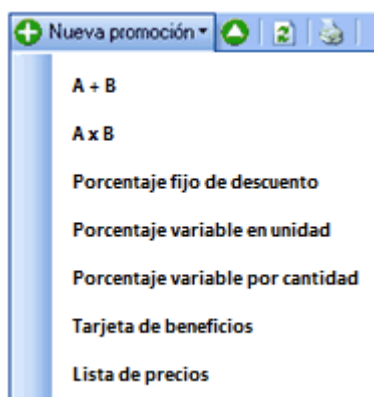 Nueva promoción
A + B
A x B
Porcentaje fijo de descuento
Porcentaje variable en unidad
Porcentaje variable por cantidad
Tarjeta de beneficios
Lista de precios